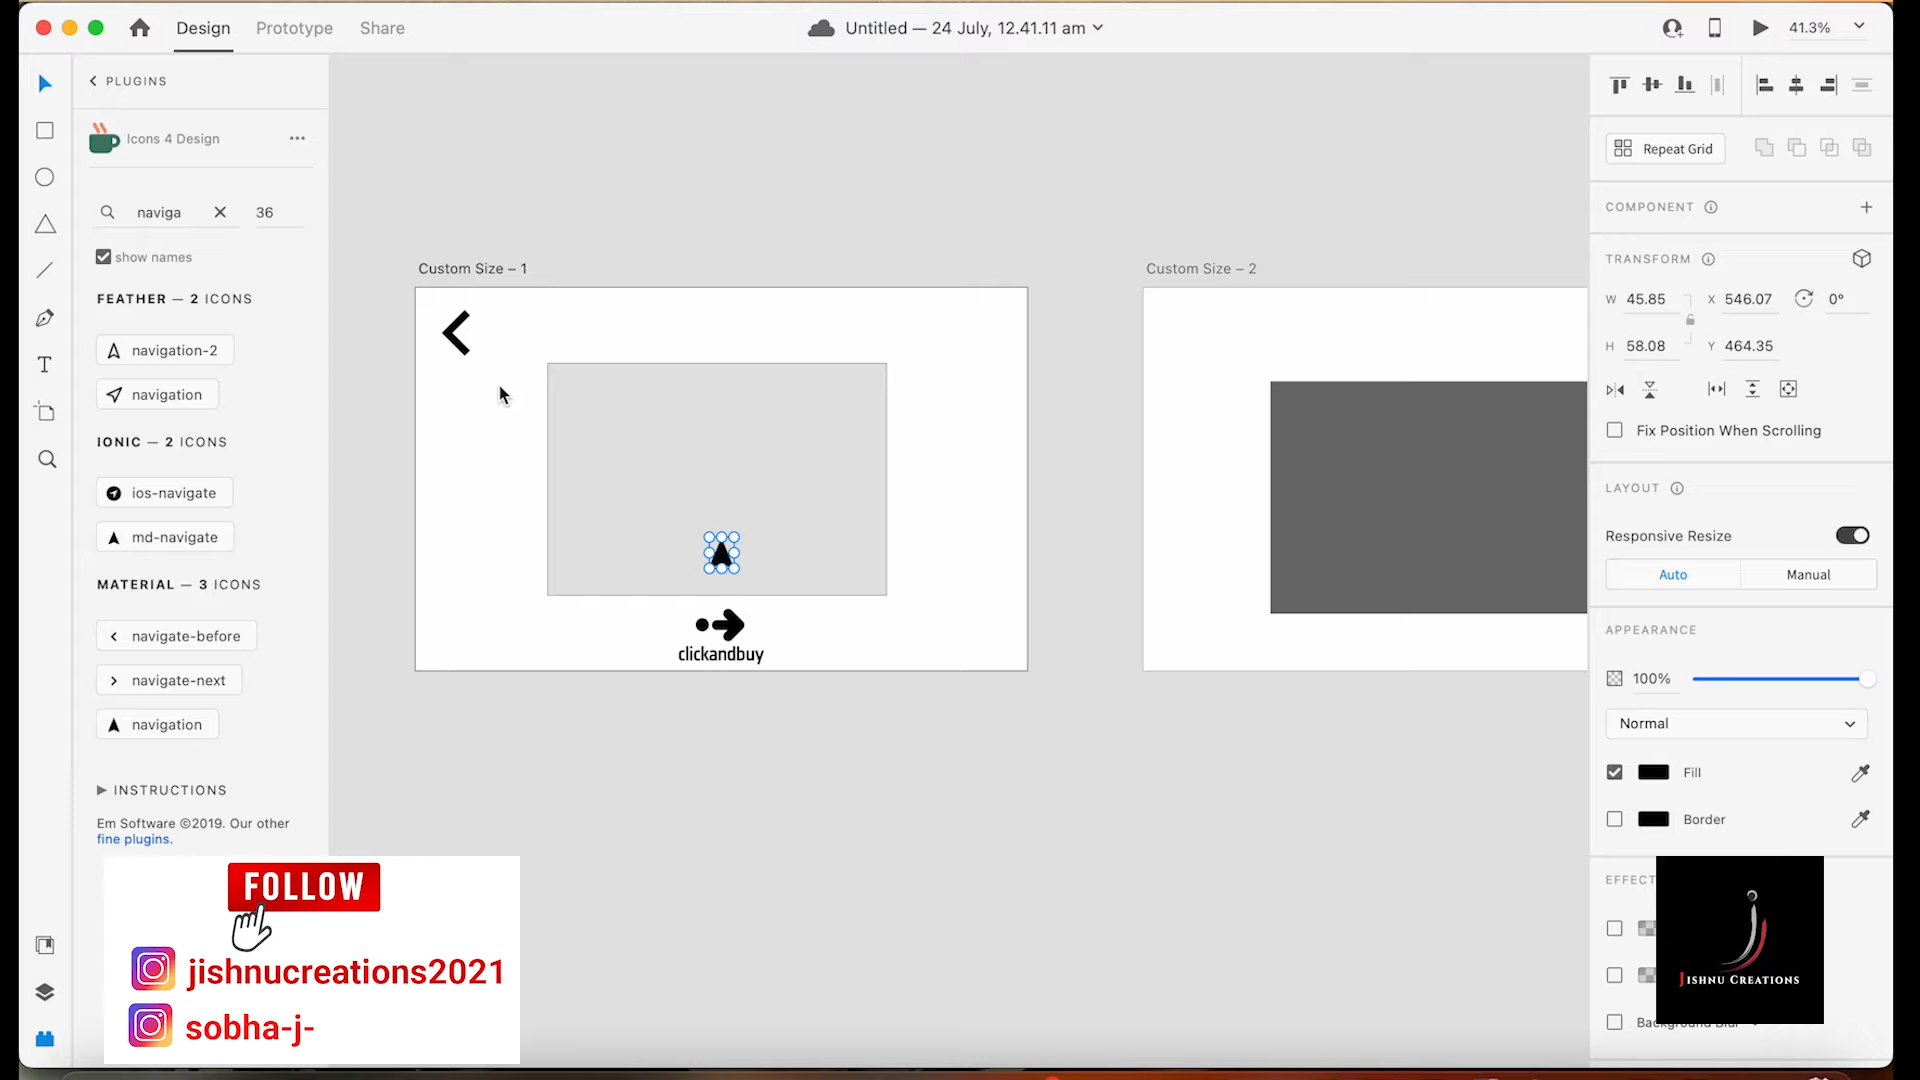 Design Prototype Share
Untitled — 24 July, 12.41.11 am
41.3%
PLUGINS
Icons 4 Design
naviga 36
show names
FEATHER — 2 ICONS
navigation-2
navigation
IONIC — 2 ICONS
ios-navigate
md-navigate
MATERIAL — 3 ICONS
navigate-before
navigate-next
navigation
INSTRUCTIONS
Em Software ©2019. Our other
fine plugins.
FOLLOW
jishnucreations2021
sobha-j-
Custom Size – 1
clickandbuy
Custom Size – 2
Repeat Grid
COMPONENT
TRANSFORM
W 45.85 X 546.07 0°
H 58.08 Y 464.35
Fix Position When Scrolling
LAYOUT
Responsive Resize
Auto Manual
APPEARANCE
100%
Normal
Fill
Border
EFFECT
JISHNU CREATIONS
Background Blur